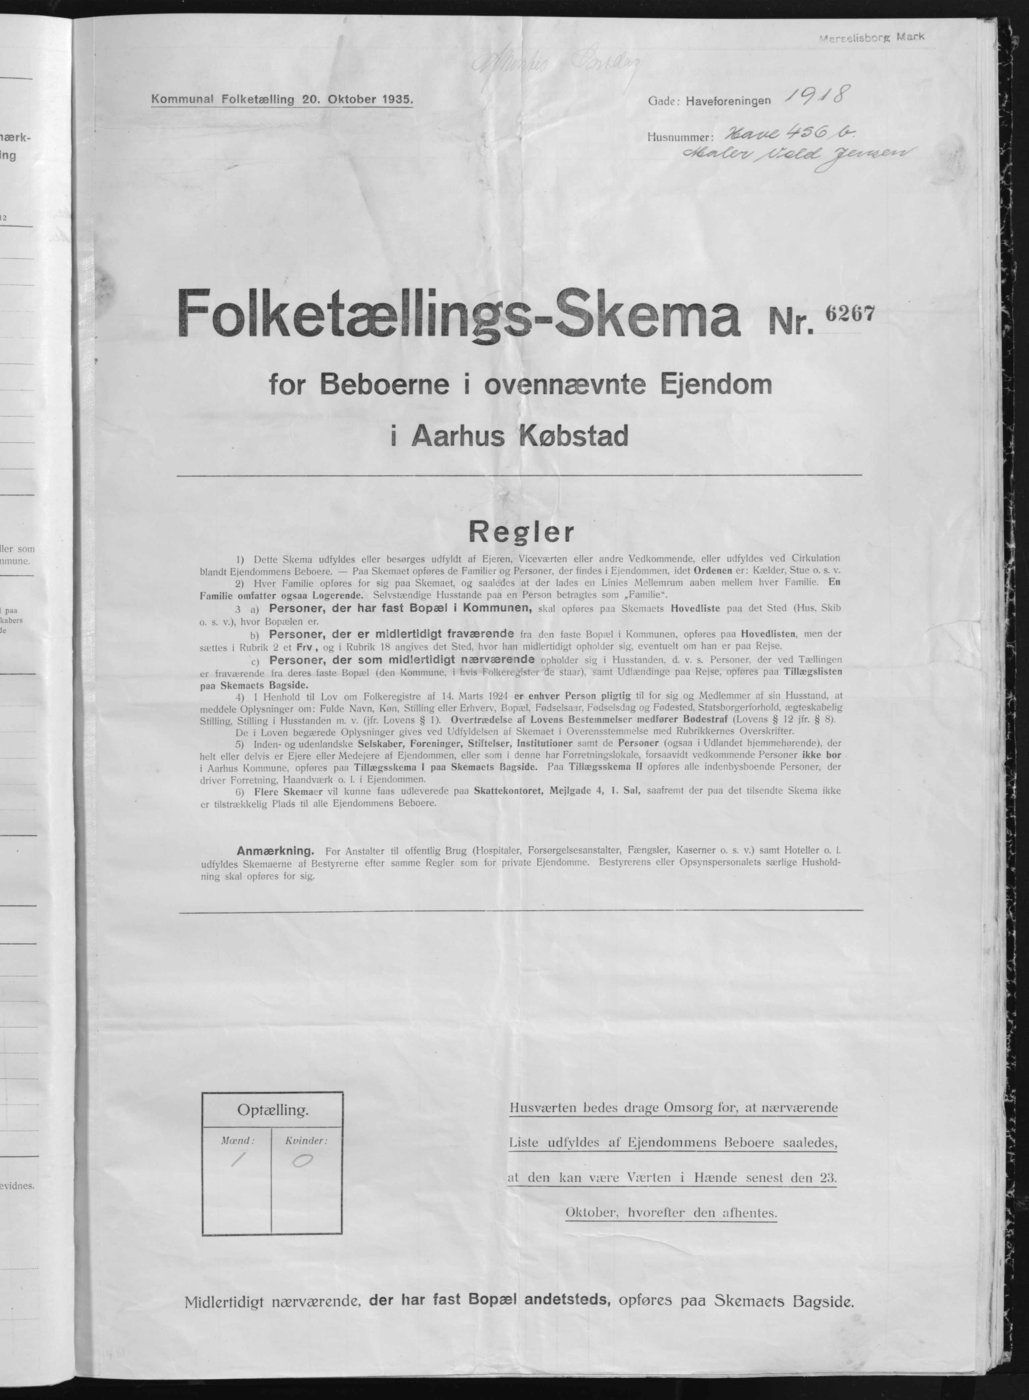 Marselisborg Mark
Kommunal Folketælling 20. Oktober 1935.
Gade: Haveforeningen 1918
Husnummer: Have 456 b.
Maler Vald Jensen
Folketællings-Skema Nr. 6267
for Beboerne i ovennævnte Ejendom
i Aarhus Købstad
Regler
1) Dette Skema udfyldes eller besørges udfyldt af Ejeren, Viceværten eller andre Vedkommende, eller udfyldes ved Cirkulation
blandt Ejendommens Beboere. — Paa Skemaet opføres de Familier og Personer, der findes i Ejendommen, idet Ordenen er: Kælder, Stue o. s. v.
2) Hver Familie opføres for sig paa Skemaet, og saaledes at der lades en Linies Mellemrum aaben mellem hver Familie. En
Familie omfatter ogsaa Logerende. Selvstændige Husstande paa en Person betragtes som „Familie“.
3 a) Personer, der har fast Bopæl i Kommunen, skal opføres paa Skemaets Hovedliste paa det Sted (Hus, Skib
o. s. v.), hvor Bopælen er.
b) Personer, der er midlertidigt fraværende fra den faste Bopæl i Kommunen, opføres paa Hovedlisten, men der
sættes i Rubrik 2 et Frv, og i Rubrik 18 angives det Sted, hvor han midlertidigt opholder sig, eventuelt om han er paa Rejse.
c) Personer, der som midlertidigt nærværende opholder sig i Husstanden, d. v. s. Personer, der ved Tællingen
er fraværende fra deres faste Bopæl (den Kommune, i hvis Folkeregister de staar), samt Udlændinge paa Rejse, opføres paa Tillægslisten
paa Skemaets Bagside.
4) I Henhold til Lov om Folkeregistre af 14. Marts 1924 er enhver Person pligtig til for sig og Medlemmer af sin Husstand, at
meddele Oplysninger om: Fulde Navn, Køn, Stilling eller Erhverv, Bopæl, Fødselsaar, Fødselsdag og Fødested, Statsborgerforhold, ægteskabelig
Stilling, Stilling i Husstanden m. v. (jfr. Lovens § 1). Overtrædelse af Lovens Bestemmelser medfører Bødestraf (Lovens § 12 jfr. § 8).
De i Loven begærede Oplysninger gives ved Udfyldelsen af Skemaet i Overensstemmelse med Rubrikkernes Overskrifter.
5) Inden- og udenlandske Selskaber, Foreninger, Stiftelser, Institutioner samt de Personer (ogsaa i Udlandet hjemmehørende), der
helt eller delvis er Ejere eller Medejere af Ejendommen, eller som i denne har Forretningslokale, forsaavidt vedkommende Personer ikke bor
i Aarhus Kommune, opføres paa Tillægsskema I paa Skemaets Bagside. Paa Tillægsskema II opføres alle indenbysboende Personer, der
driver Forretning, Haandværk o. l. i Ejendommen.
6) Flere Skemaer vil kunne faas udleverede paa Skattekontoret, Mejlgade 4, 1. Sal, saafremt der paa det tilsendte Skema ikke
er tilstrækkelig Plads til alle Ejendommens Beboere.
Anmærkning. For Anstalter til offentlig Brug (Hospitaler, Forsørgelsesanstalter, Fængsler, Kaserner o. s. v.) samt Hoteller o. l.
udfyldes Skemaerne af Bestyrerne efter samme Regler som for private Ejendomme. Bestyrerens eller Opsynspersonalets særlige Hushold-
ning skal opføres for sig.
Optælling.
Mænd: Kvinder:
1 0
Husværten bedes drage Omsorg for, at nærværende
Liste udfyldes af Ejendommens Beboere saaledes,
at den kan være Værten i Hænde senest den 23.
Oktober, hvorefter den afhentes.
Midlertidigt nærværende, der har fast Bopæl andetsteds, opføres paa Skemaets Bagside.